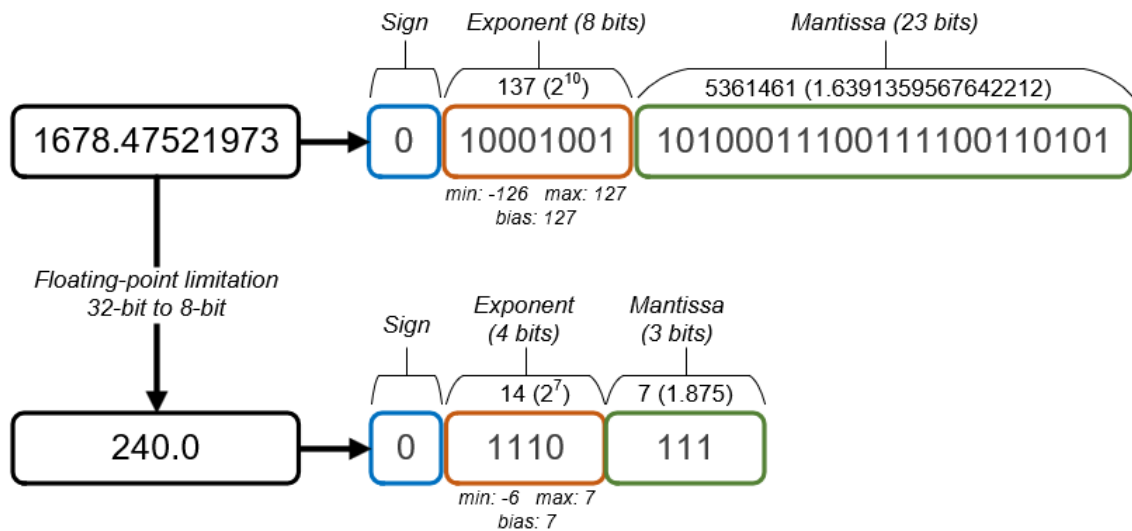 Sign Exponent (8 bits) Mantissa (23 bits)
137 (2¹⁰) 5361461 (1.6391359567642212)
1678.47521973 0 10001001 10100011100111100110101
min: -126 max: 127
bias: 127
Floating-point limitation
32-bit to 8-bit
Sign Exponent (4 bits) Mantissa (3 bits)
14 (2⁷) 7 (1.875)
240.0 0 1110 111
min: -6 max: 7
bias: 7